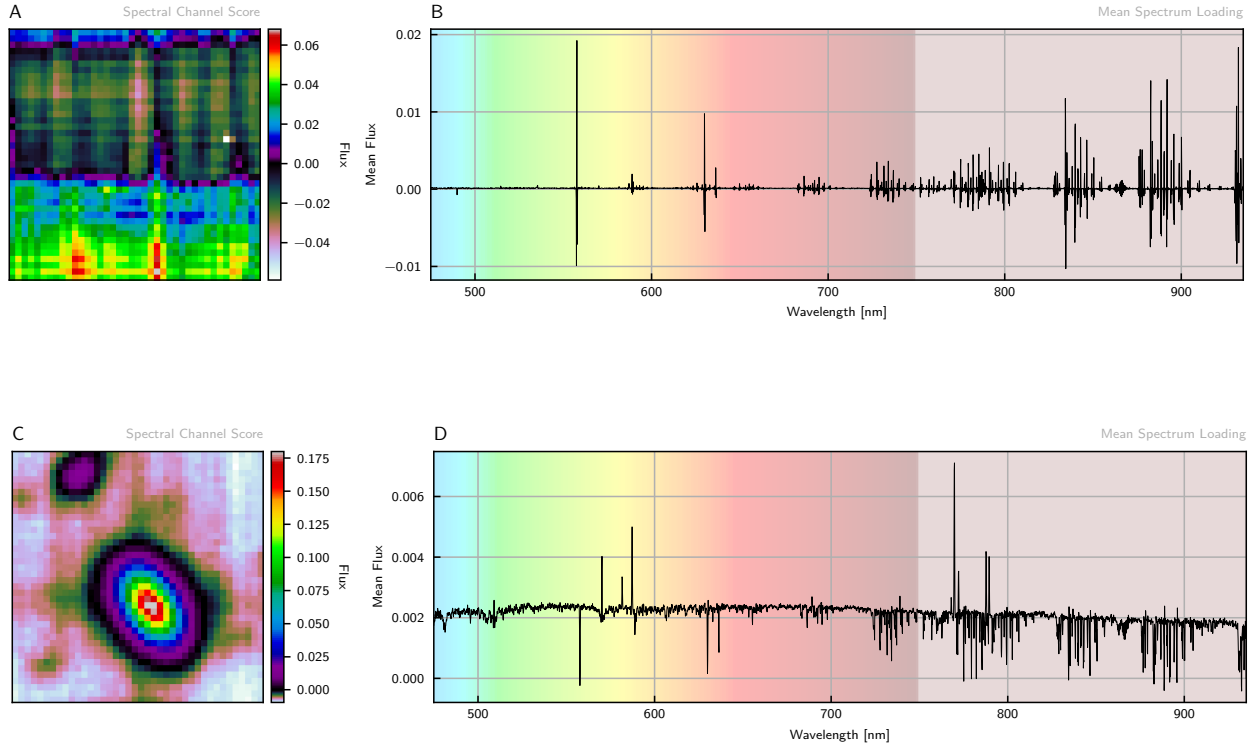 A
Spectral Channel Score
0.06
0.04
0.02
0.00
−0.02
−0.04
Flux
B
Mean Spectrum Loading
0.02
0.01
0.00
−0.01
Mean Flux
500 600 700 800 900
Wavelength [nm]
C
Spectral Channel Score
0.175
0.150
0.125
0.100
0.075
0.050
0.025
0.000
Flux
D
Mean Spectrum Loading
0.006
0.004
0.002
0.000
Mean Flux
500 600 700 800 900
Wavelength [nm]